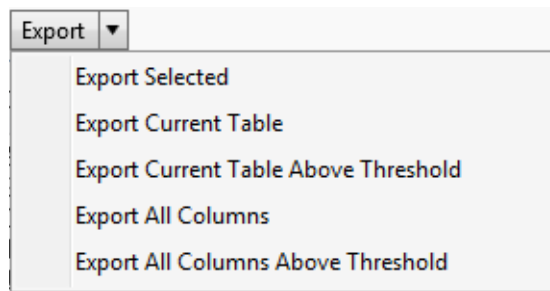 Export
Export Selected
Export Current Table
Export Current Table Above Threshold
Export All Columns
Export All Columns Above Threshold